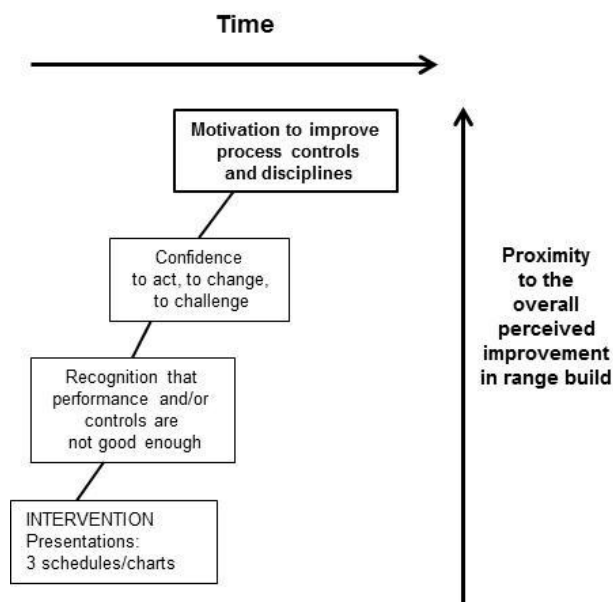 Time
Motivation to improve
process controls
and disciplines
Confidence
to act, to change,
to challenge
Proximity
to the
overall
perceived
improvement
in range build
Recognition that
performance and/or
controls are
not good enough
INTERVENTION
Presentations:
3 schedules/charts